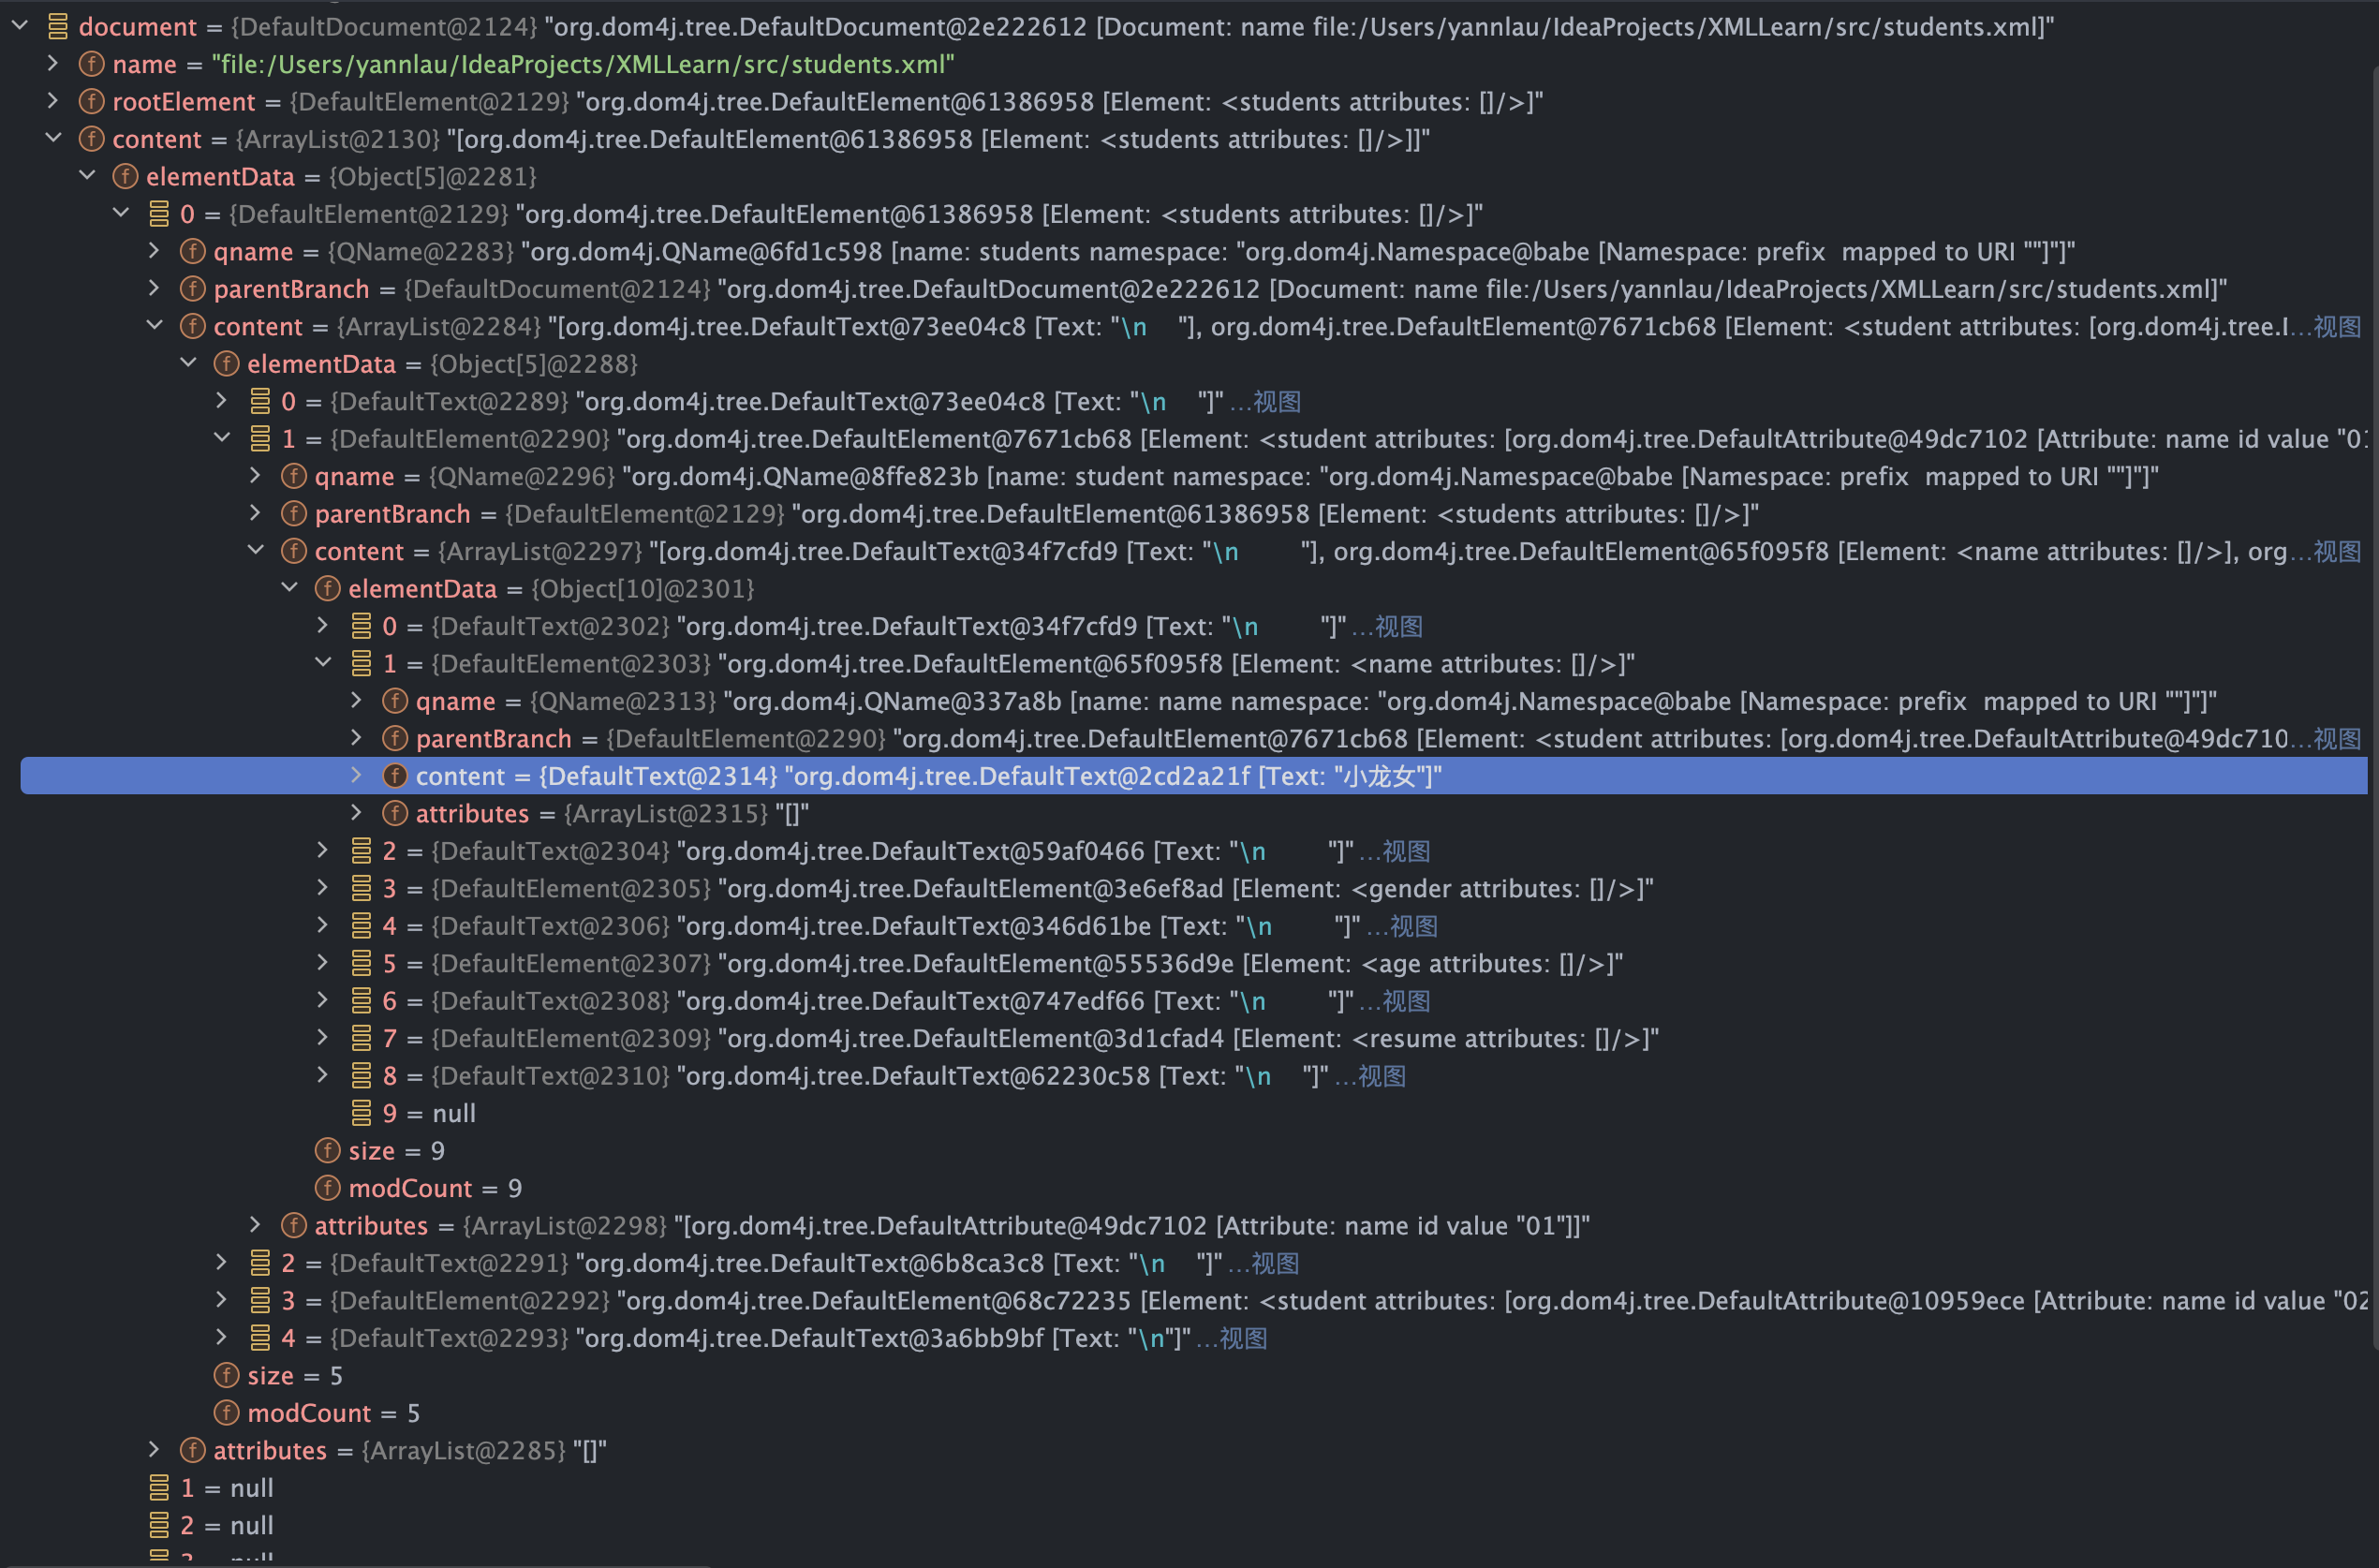 document = {DefaultDocument@2124} "org.dom4j.tree.DefaultDocument@2e222612 [Document: name file:/Users/yannlau/IdeaProjects/XMLLearn/src/students.xml]"
name = "file:/Users/yannlau/IdeaProjects/XMLLearn/src/students.xml"
rootElement = {DefaultElement@2129} "org.dom4j.tree.DefaultElement@61386958 [Element: <students attributes: []/>]"
content = {ArrayList@2130} "[org.dom4j.tree.DefaultElement@61386958 [Element: <students attributes: []/>]]"
elementData = {Object[5]@2281}
0 = {DefaultElement@2129} "org.dom4j.tree.DefaultElement@61386958 [Element: <students attributes: []/>]"
qname = {QName@2283} "org.dom4j.QName@6fd1c598 [name: students namespace: "org.dom4j.Namespace@babe [Namespace: prefix  mapped to URI ""]"]"
parentBranch = {DefaultDocument@2124} "org.dom4j.tree.DefaultDocument@2e222612 [Document: name file:/Users/yannlau/IdeaProjects/XMLLearn/src/students.xml]"
content = {ArrayList@2284} "[org.dom4j.tree.DefaultText@73ee04c8 [Text: "\n    "], org.dom4j.tree.DefaultElement@7671cb68 [Element: <student attributes: [org.dom4j.tree.…视图
elementData = {Object[5]@2288}
0 = {DefaultText@2289} "org.dom4j.tree.DefaultText@73ee04c8 [Text: "\n    "]" …视图
1 = {DefaultElement@2290} "org.dom4j.tree.DefaultElement@7671cb68 [Element: <student attributes: [org.dom4j.tree.DefaultAttribute@49dc7102 [Attribute: name id value "01
qname = {QName@2296} "org.dom4j.QName@8ffe823b [name: student namespace: "org.dom4j.Namespace@babe [Namespace: prefix  mapped to URI ""]"]"
parentBranch = {DefaultElement@2129} "org.dom4j.tree.DefaultElement@61386958 [Element: <students attributes: []/>]"
content = {ArrayList@2297} "[org.dom4j.tree.DefaultText@34f7cfd9 [Text: "\n        "], org.dom4j.tree.DefaultElement@65f095f8 [Element: <name attributes: []/>], org…视图
elementData = {Object[10]@2301}
0 = {DefaultText@2302} "org.dom4j.tree.DefaultText@34f7cfd9 [Text: "\n        "]" …视图
1 = {DefaultElement@2303} "org.dom4j.tree.DefaultElement@65f095f8 [Element: <name attributes: []/>]"
qname = {QName@2313} "org.dom4j.QName@337a8b [name: name namespace: "org.dom4j.Namespace@babe [Namespace: prefix  mapped to URI ""]"]"
parentBranch = {DefaultElement@2290} "org.dom4j.tree.DefaultElement@7671cb68 [Element: <student attributes: [org.dom4j.tree.DefaultAttribute@49dc710…视图
content = {DefaultText@2314} "org.dom4j.tree.DefaultText@2cd2a21f [Text: "小龙女"]"
attributes = {ArrayList@2315} "[]"
2 = {DefaultText@2304} "org.dom4j.tree.DefaultText@59af0466 [Text: "\n        "]" …视图
3 = {DefaultElement@2305} "org.dom4j.tree.DefaultElement@3e6ef8ad [Element: <gender attributes: []/>]"
4 = {DefaultText@2306} "org.dom4j.tree.DefaultText@346d61be [Text: "\n        "]" …视图
5 = {DefaultElement@2307} "org.dom4j.tree.DefaultElement@55536d9e [Element: <age attributes: []/>]"
6 = {DefaultText@2308} "org.dom4j.tree.DefaultText@747edf66 [Text: "\n        "]" …视图
7 = {DefaultElement@2309} "org.dom4j.tree.DefaultElement@3d1cfad4 [Element: <resume attributes: []/>]"
8 = {DefaultText@2310} "org.dom4j.tree.DefaultText@62230c58 [Text: "\n    "]" …视图
9 = null
size = 9
modCount = 9
attributes = {ArrayList@2298} "[org.dom4j.tree.DefaultAttribute@49dc7102 [Attribute: name id value "01"]]"
2 = {DefaultText@2291} "org.dom4j.tree.DefaultText@6b8ca3c8 [Text: "\n    "]" …视图
3 = {DefaultElement@2292} "org.dom4j.tree.DefaultElement@68c72235 [Element: <student attributes: [org.dom4j.tree.DefaultAttribute@10959ece [Attribute: name id value "02
4 = {DefaultText@2293} "org.dom4j.tree.DefaultText@3a6bb9bf [Text: "\n"]" …视图
size = 5
modCount = 5
attributes = {ArrayList@2285} "[]"
1 = null
2 = null